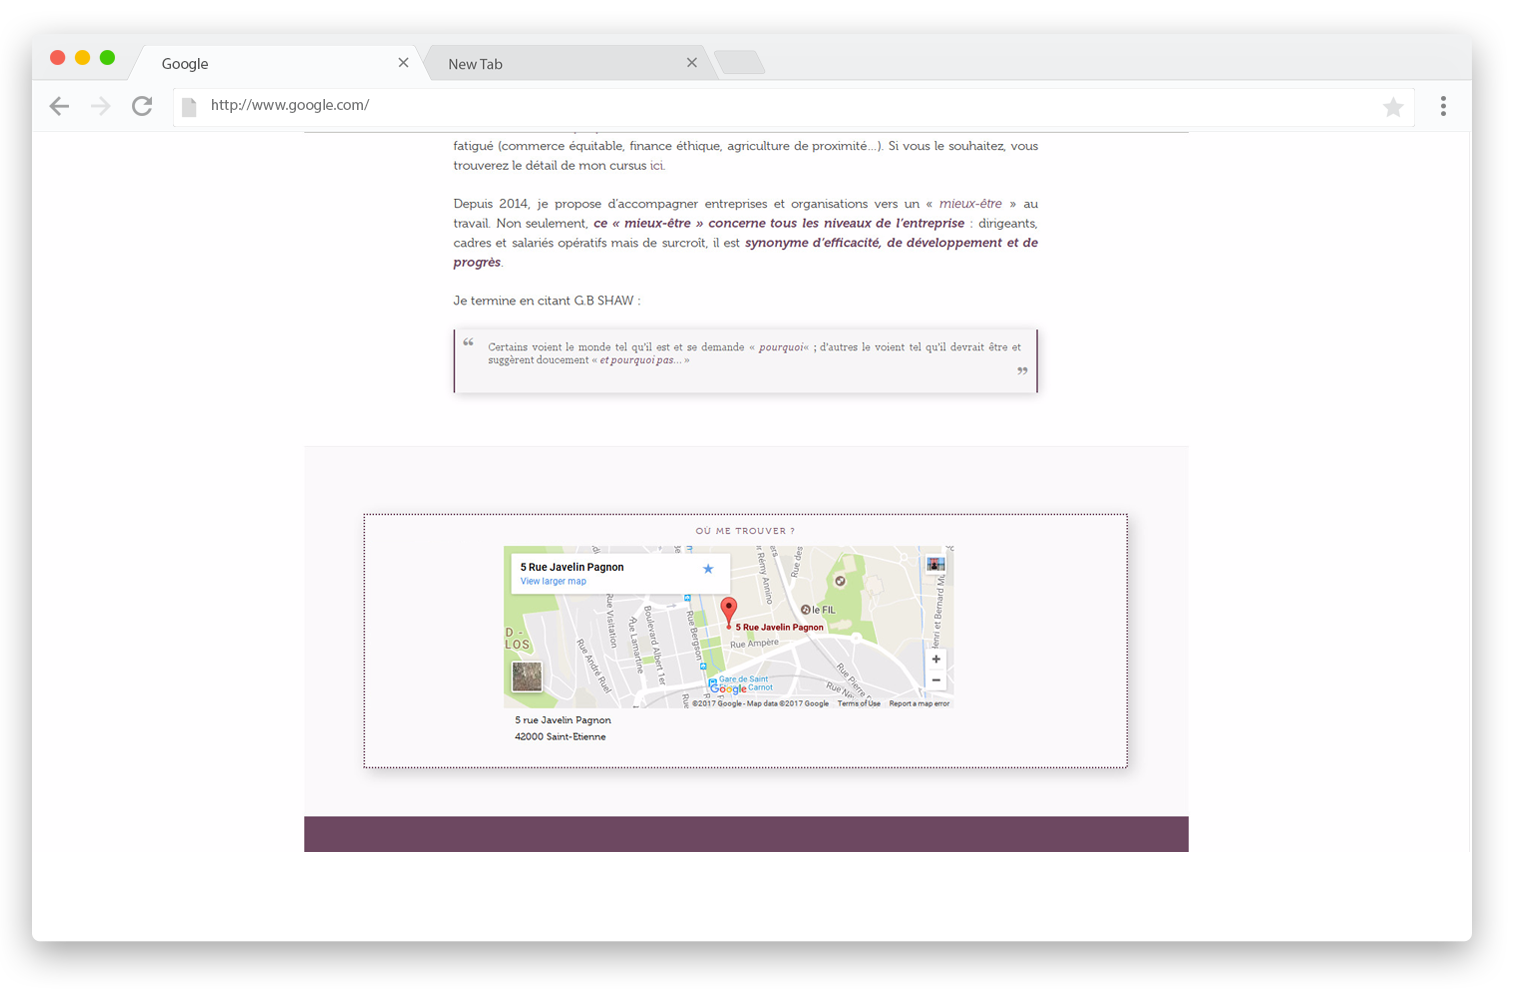 Google
New Tab
http://www.google.com/
fatigué (commerce équitable, finance éthique, agriculture de proximité...). Si vous le souhaitez, vous
trouverez le détail de mon cursus ici.
Depuis 2014, je propose d'accompagner entreprises et organisations vers un « mieux-être » au
travail. Non seulement, ce « mieux-être » concerne tous les niveaux de l'entreprise : dirigeants,
cadres et salariés opératifs mais de surcroît, il est synonyme d'efficacité, de développement et de
progrès.
Je termine en citant G.B SHAW :
“ Certains voient le monde tel qu'il est et se demande « pourquoi« ; d'autres le voient tel qu'il devrait être et
suggèrent doucement « et pourquoi pas... »
”
OÙ ME TROUVER ?
5 Rue Javelin Pagnon
View larger map
Rémy Annino
Rue des
le FIL
5 Rue Javelin Pagnon
Rue Ampère
Rue Visitation
Rue Lamartine
Boulevard Albert 1er
Rue Bergson
Rue André Ruel
Rue Pierre
Henri et Bernard
D -
LOS
Gare de Saint
Carnot
Google
+
−
©2017 Google - Map data ©2017 Google Terms of Use Report a map error
5 rue Javelin Pagnon
42000 Saint-Etienne